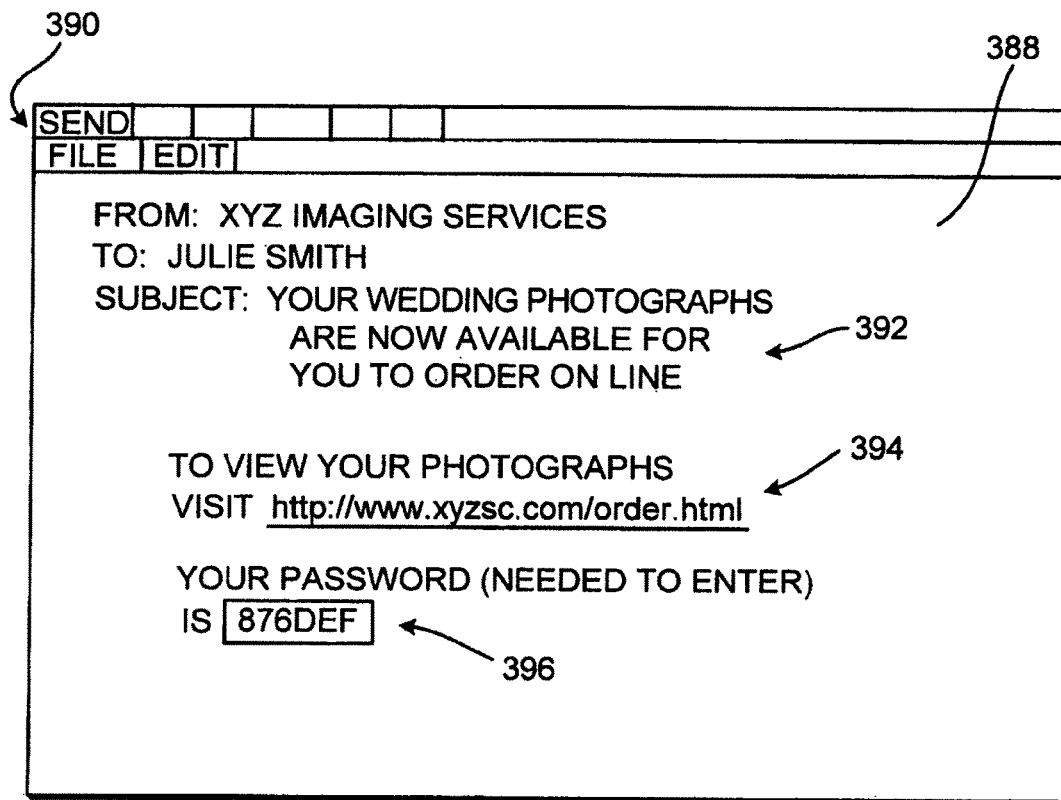 390
388
SEND
FILE EDIT
FROM: XYZ IMAGING SERVICES
TO: JULIE SMITH
SUBJECT: YOUR WEDDING PHOTOGRAPHS
ARE NOW AVAILABLE FOR
YOU TO ORDER ON LINE
392
TO VIEW YOUR PHOTOGRAPHS
VISIT http://www.xyzsc.com/order.html
394
YOUR PASSWORD (NEEDED TO ENTER)
IS 876DEF
396